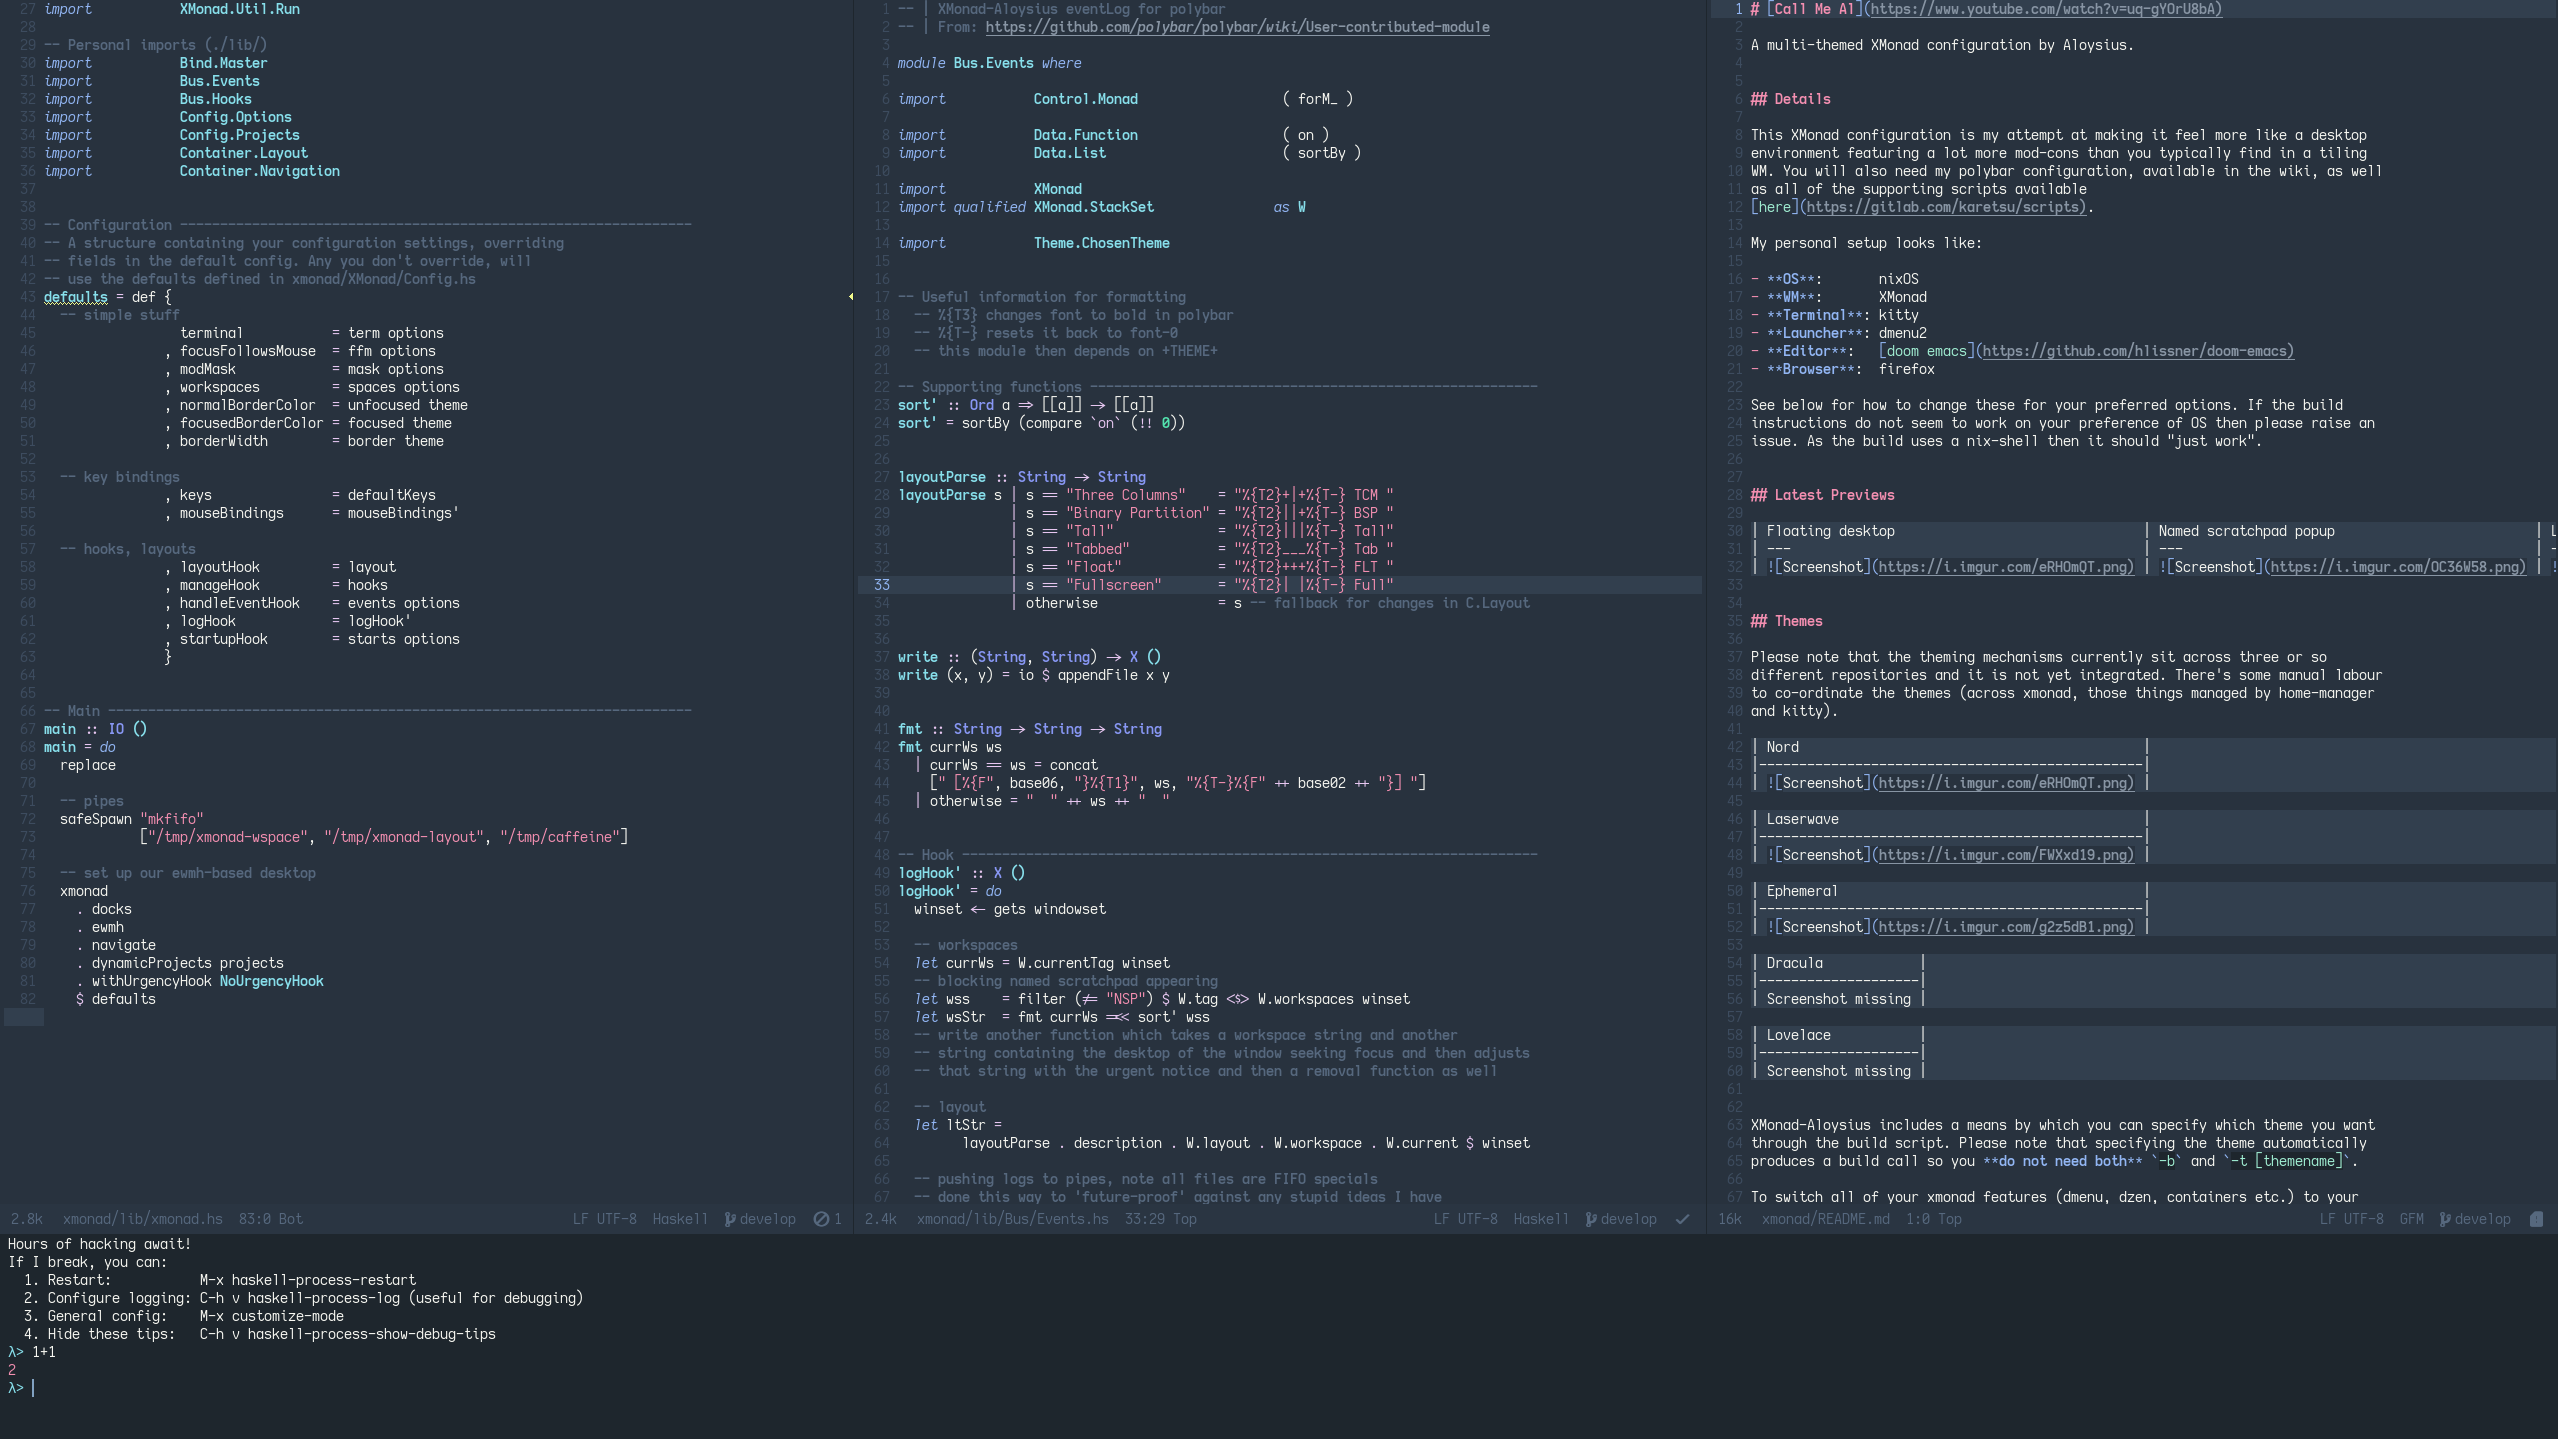 27 import           XMonad.Util.Run
28
29 -- Personal imports (./lib/)
30 import           Bind.Master
31 import           Bus.Events
32 import           Bus.Hooks
33 import           Config.Options
34 import           Config.Projects
35 import           Container.Layout
36 import           Container.Navigation
37
38
39 -- Configuration ----------------------------------------------------------------
40 -- A structure containing your configuration settings, overriding
41 -- fields in the default config. Any you don't override, will
42 -- use the defaults defined in xmonad/XMonad/Config.hs
43 defaults = def {
44   -- simple stuff
45                  terminal           = term options
46                , focusFollowsMouse  = ffm options
47                , modMask            = mask options
48                , workspaces         = spaces options
49                , normalBorderColor  = unfocused theme
50                , focusedBorderColor = focused theme
51                , borderWidth        = border theme
52
53   -- key bindings
54                , keys               = defaultKeys
55                , mouseBindings      = mouseBindings'
56
57   -- hooks, layouts
58                , layoutHook         = layout
59                , manageHook         = hooks
60                , handleEventHook    = events options
61                , logHook            = logHook'
62                , startupHook        = starts options
63                }
64
65
66 -- Main -------------------------------------------------------------------------
67 main :: IO ()
68 main = do
69   replace
70
71   -- pipes
72   safeSpawn "mkfifo"
73             ["/tmp/xmonad-wspace", "/tmp/xmonad-layout", "/tmp/caffeine"]
74
75   -- set up our ewmh-based desktop
76   xmonad
77     . docks
78     . ewmh
79     . navigate
80     . dynamicProjects projects
81     . withUrgencyHook NoUrgencyHook
82     $ defaults
2.8k  xmonad/lib/xmonad.hs  83:0 Bot  LF UTF-8  Haskell  develop  1
1 -- | XMonad-Aloysius eventLog for polybar
2 -- | From: https://github.com/polybar/polybar/wiki/User-contributed-module
3
4 module Bus.Events where
5
6 import           Control.Monad                  ( forM_ )
7
8 import           Data.Function                  ( on )
9 import           Data.List                      ( sortBy )
10
11 import           XMonad
12 import qualified XMonad.StackSet               as W
13
14 import           Theme.ChosenTheme
15
16
17 -- Useful information for formatting
18   -- %{T3} changes font to bold in polybar
19   -- %{T-} resets it back to font-0
20   -- this module then depends on +THEME+
21
22 -- Supporting functions --------------------------------------------------------
23 sort' :: Ord a => [[a]] -> [[a]]
24 sort' = sortBy (compare `on` (!! 0))
25
26
27 layoutParse :: String -> String
28 layoutParse s | s == "Three Columns"    = "%{T2}+|+%{T-} TCM "
29               | s == "Binary Partition" = "%{T2}||+%{T-} BSP "
30               | s == "Tall"             = "%{T2}|||%{T-} Tall"
31               | s == "Tabbed"           = "%{T2}___%{T-} Tab "
32               | s == "Float"            = "%{T2}+++%{T-} FLT "
33               | s == "Fullscreen"       = "%{T2}| |%{T-} Full"
34               | otherwise               = s -- fallback for changes in C.Layout
35
36
37 write :: (String, String) -> X ()
38 write (x, y) = io $ appendFile x y
39
40
41 fmt :: String -> String -> String
42 fmt currWs ws
43   | currWs == ws = concat
44     [" [%{F", base06, "}%{T1}", ws, "%{T-}%{F" ++ base02 ++ "}] "]
45   | otherwise = "  " ++ ws ++ "  "
46
47
48 -- Hook ------------------------------------------------------------------------
49 logHook' :: X ()
50 logHook' = do
51   winset <- gets windowset
52
53   -- workspaces
54   let currWs = W.currentTag winset
55   -- blocking named scratchpad appearing
56   let wss    = filter (/= "NSP") $ W.tag <$> W.workspaces winset
57   let wsStr  = fmt currWs =<< sort' wss
58   -- write another function which takes a workspace string and another
59   -- string containing the desktop of the window seeking focus and then adjusts
60   -- that string with the urgent notice and then a removal function as well
61
62   -- layout
63   let ltStr =
64         layoutParse . description . W.layout . W.workspace . W.current $ winset
65
66   -- pushing logs to pipes, note all files are FIFO specials
67   -- done this way to 'future-proof' against any stupid ideas I have
2.4k  xmonad/lib/Bus/Events.hs  33:29 Top  LF UTF-8  Haskell  develop
1 # [Call Me Al](https://www.youtube.com/watch?v=uq-gYOrU8bA)
2
3 A multi-themed XMonad configuration by Aloysius.
4
5
6 ## Details
7
8 This XMonad configuration is my attempt at making it feel more like a desktop
9 environment featuring a lot more mod-cons than you typically find in a tiling
10 WM. You will also need my polybar configuration, available in the wiki, as well
11 as all of the supporting scripts available
12 [here](https://gitlab.com/karetsu/scripts).
13
14 My personal setup looks like:
15
16 - **OS**:       nixOS
17 - **WM**:       XMonad
18 - **Terminal**: kitty
19 - **Launcher**: dmenu2
20 - **Editor**:   [doom emacs](https://github.com/hlissner/doom-emacs)
21 - **Browser**:  firefox
22
23 See below for how to change these for your preferred options. If the build
24 instructions do not seem to work on your preference of OS then please raise an
25 issue. As the build uses a nix-shell then it should "just work".
26
27
28 ## Latest Previews
29
30 | Floating desktop                               | Named scratchpad popup                         | L
31 | ---                                            | ---                                            | -
32 | ![Screenshot](https://i.imgur.com/eRHOmQT.png) | ![Screenshot](https://i.imgur.com/OC36W58.png) | !
33
34
35 ## Themes
36
37 Please note that the theming mechanisms currently sit across three or so
38 different repositories and it is not yet integrated. There's some manual labour
39 to co-ordinate the themes (across xmonad, those things managed by home-manager
40 and kitty).
41
42 | Nord                                           |
43 |------------------------------------------------|
44 | ![Screenshot](https://i.imgur.com/eRHOmQT.png) |
45
46 | Laserwave                                      |
47 |------------------------------------------------|
48 | ![Screenshot](https://i.imgur.com/FWXxd19.png) |
49
50 | Ephemeral                                      |
51 |------------------------------------------------|
52 | ![Screenshot](https://i.imgur.com/g2z5dB1.png) |
53
54 | Dracula            |
55 |--------------------|
56 | Screenshot missing |
57
58 | Lovelace           |
59 |--------------------|
60 | Screenshot missing |
61
62
63 XMonad-Aloysius includes a means by which you can specify which theme you want
64 through the build script. Please note that specifying the theme automatically
65 produces a build call so you **do not need both** `-b` and `-t [themename]`.
66
67 To switch all of your xmonad features (dmenu, dzen, containers etc.) to your
16k  xmonad/README.md  1:0 Top  LF UTF-8  GFM  develop
Hours of hacking await!
If I break, you can:
  1. Restart:           M-x haskell-process-restart
  2. Configure logging: C-h v haskell-process-log (useful for debugging)
  3. General config:    M-x customize-mode
  4. Hide these tips:   C-h v haskell-process-show-debug-tips
λ> 1+1
2
λ>